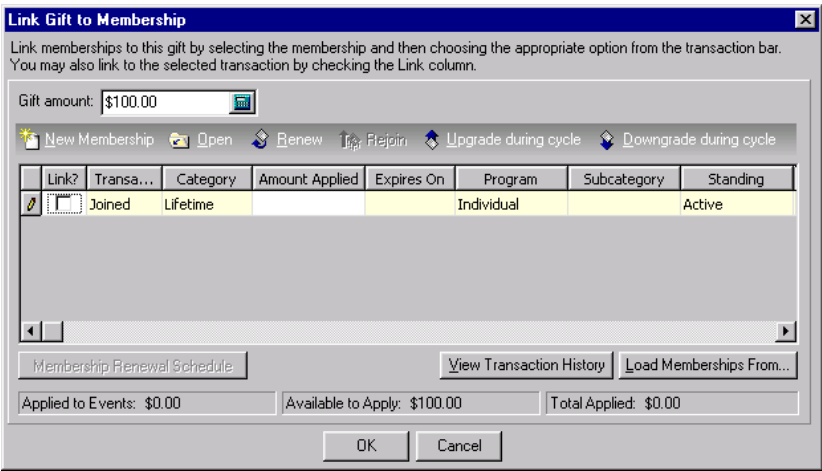 Link Gift to Membership
Link memberships to this gift by selecting the membership and then choosing the appropriate option from the transaction bar.
You may also link to the selected transaction by checking the Link column.
Gift amount: $100.00
New Membership Open Renew Rejoin Upgrade during cycle Downgrade during cycle
Link? Transa... Category Amount Applied Expires On Program Subcategory Standing
Joined Lifetime Individual Active
Membership Renewal Schedule View Transaction History Load Memberships From...
Applied to Events: $0.00 Available to Apply: $100.00 Total Applied: $0.00
OK Cancel